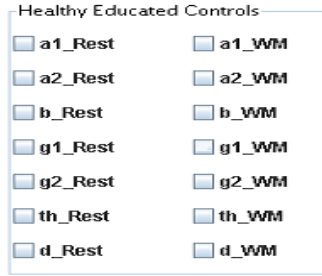 Healthy Educated Controls
a1_Rest a1_WM
a2_Rest a2_WM
b_Rest b_WM
g1_Rest g1_WM
g2_Rest g2_WM
th_Rest th_WM
d_Rest d_WM